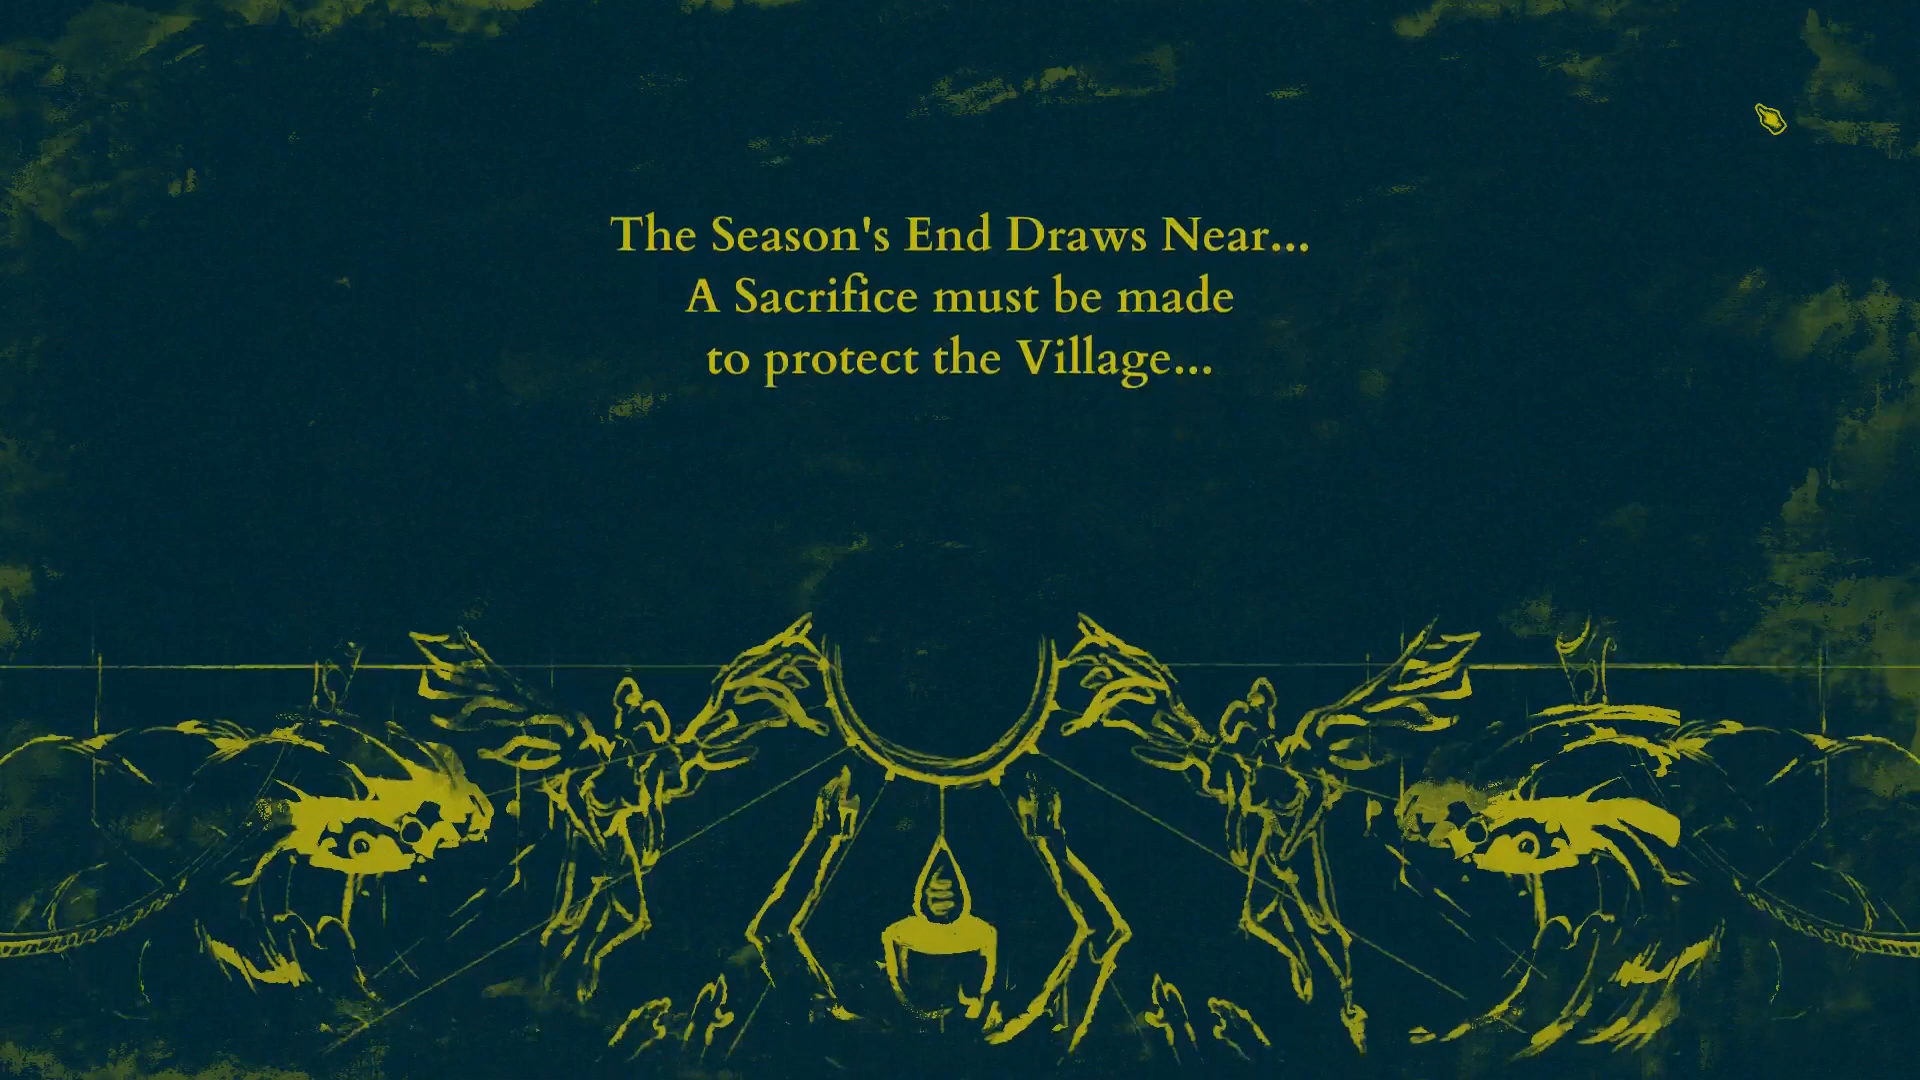 The Season's End Draws Near...
A Sacrifice must be made
to protect the Village...